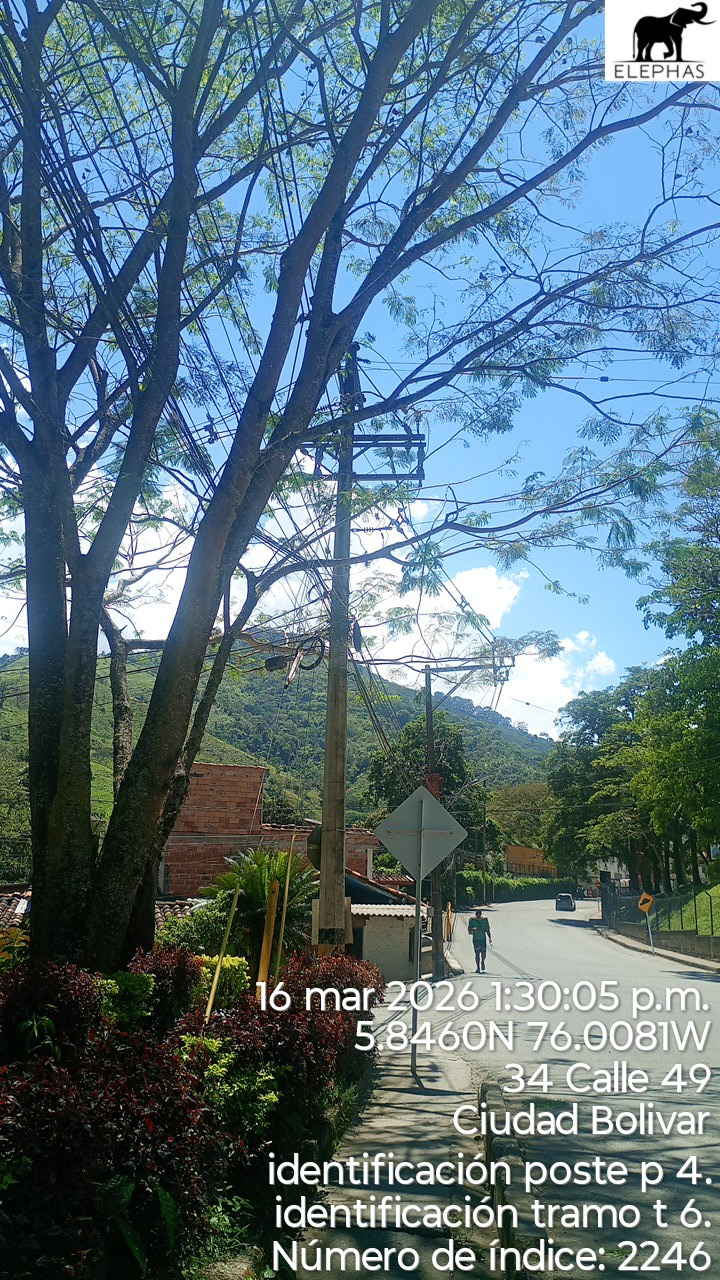 ELEPHAS
16 mar 2026 1:30:05 p.m.
5.8460N 76.0081W
34 Calle 49
Ciudad Bolivar
identificación poste p 4.
identificación tramo t 6.
Número de índice: 2246